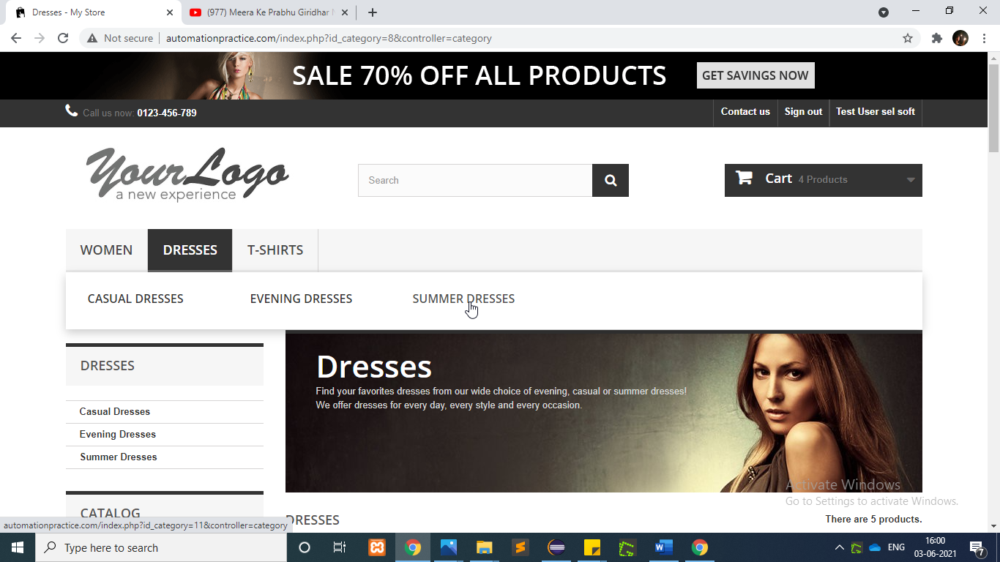 Dresses - My Store
(977) Meera Ke Prabhu Giridhar
Not secure
automationpractice.com/index.php?id_category=8&controller=category
SALE 70% OFF ALL PRODUCTS
GET SAVINGS NOW
Call us now: 0123-456-789
Contact us
Sign out
Test User sel soft
YourLogo
a new experience
Search
Cart 4 Products
WOMEN
DRESSES
T-SHIRTS
CASUAL DRESSES
EVENING DRESSES
SUMMER DRESSES
DRESSES
Casual Dresses
Evening Dresses
Summer Dresses
CATALOG
Dresses
Find your favorites dresses from our wide choice of evening, casual or summer dresses!
We offer dresses for every day, every style and every occasion.
Activate Windows
Go to Settings to activate Windows.
DRESSES
There are 5 products.
automationpractice.com/index.php?id_category=11&controller=category
Type here to search
ENG
16:00
03-06-2021
7